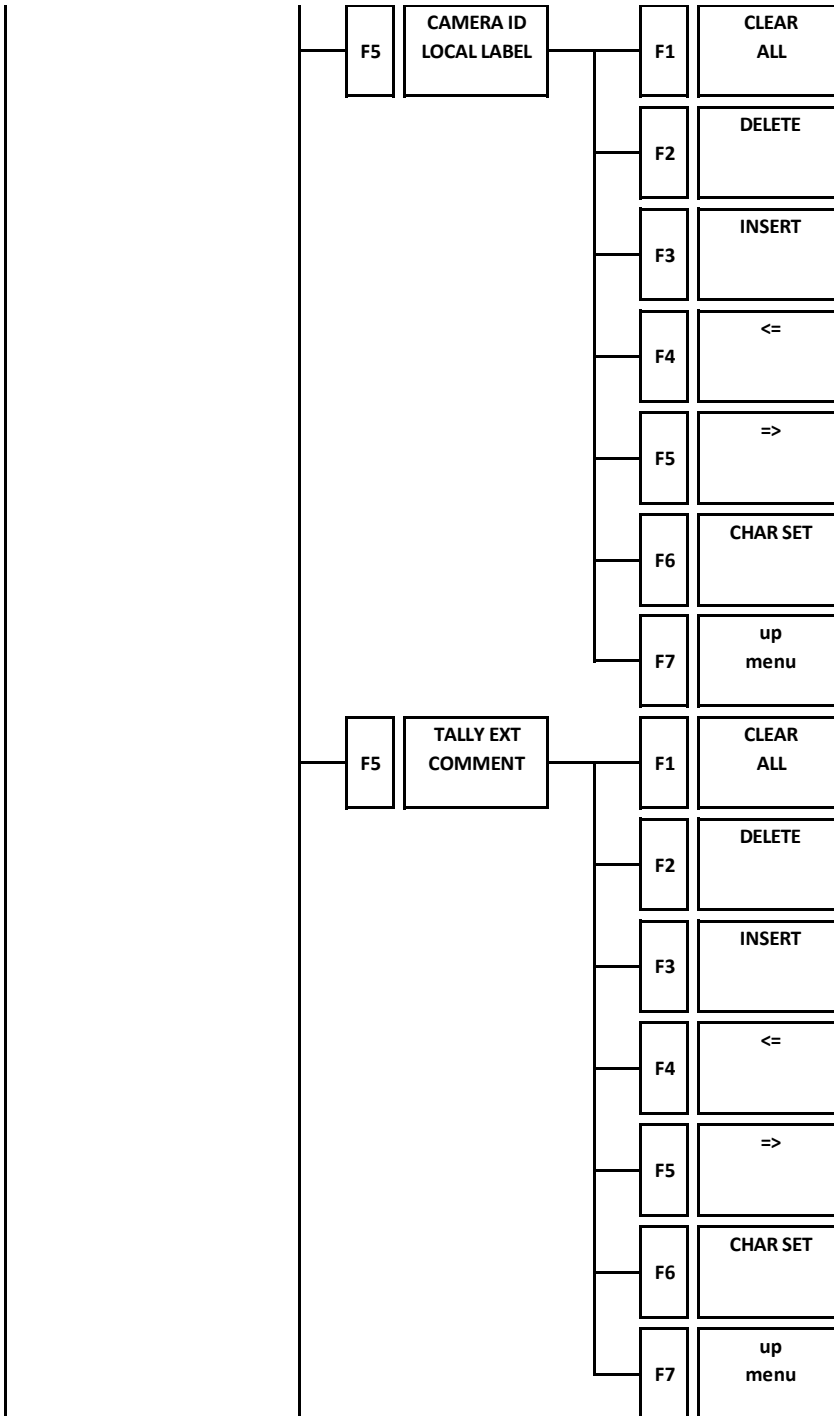 F5
CAMERA ID
LOCAL LABEL
F1
CLEAR
ALL
F2
DELETE
F3
INSERT
F4
<=
F5
=>
F6
CHAR SET
F7
up
menu
F5
TALLY EXT
COMMENT
F1
CLEAR
ALL
F2
DELETE
F3
INSERT
F4
<=
F5
=>
F6
CHAR SET
F7
up
menu